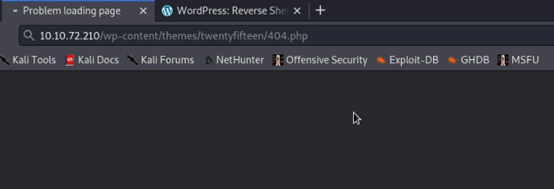 Problem loading page WordPress: Reverse She
10.10.72.210/wp-content/themes/twentyfifteen/404.php
Kali Tools Kali Docs Kali Forums NetHunter Offensive Security Exploit-DB GHDB MSFU